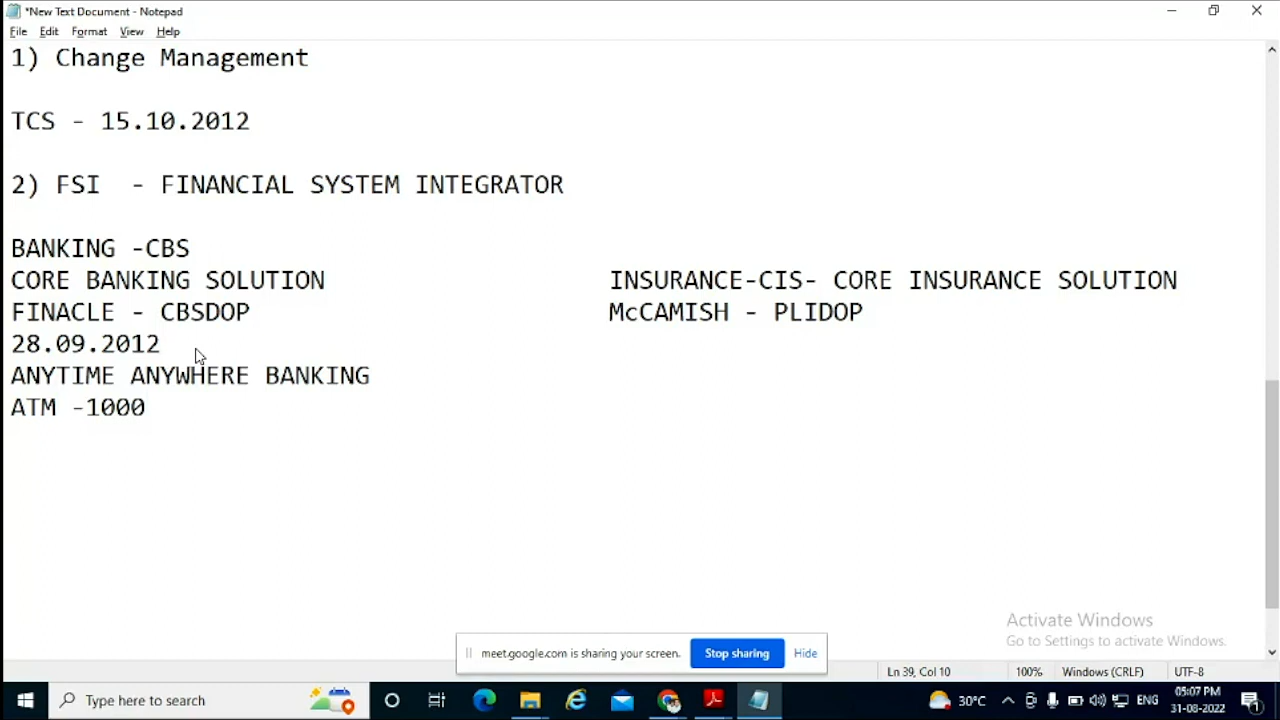 *New Text Document - Notepad
File Edit Format View Help
1) Change Management
TCS - 15.10.2012
2) FSI  - FINANCIAL SYSTEM INTEGRATOR
BANKING -CBS
CORE BANKING SOLUTION INSURANCE-CIS- CORE INSURANCE SOLUTION
FINACLE - CBSDOP McCAMISH - PLIDOP
28.09.2012
ANYTIME ANYWHERE BANKING
ATM -1000
Activate Windows
Go to Settings to activate Windows.
meet.google.com is sharing your screen. Stop sharing Hide
Ln 39, Col 10 100% Windows (CRLF) UTF-8
Type here to search 30°C ENG 05:07 PM
31-08-2022 1